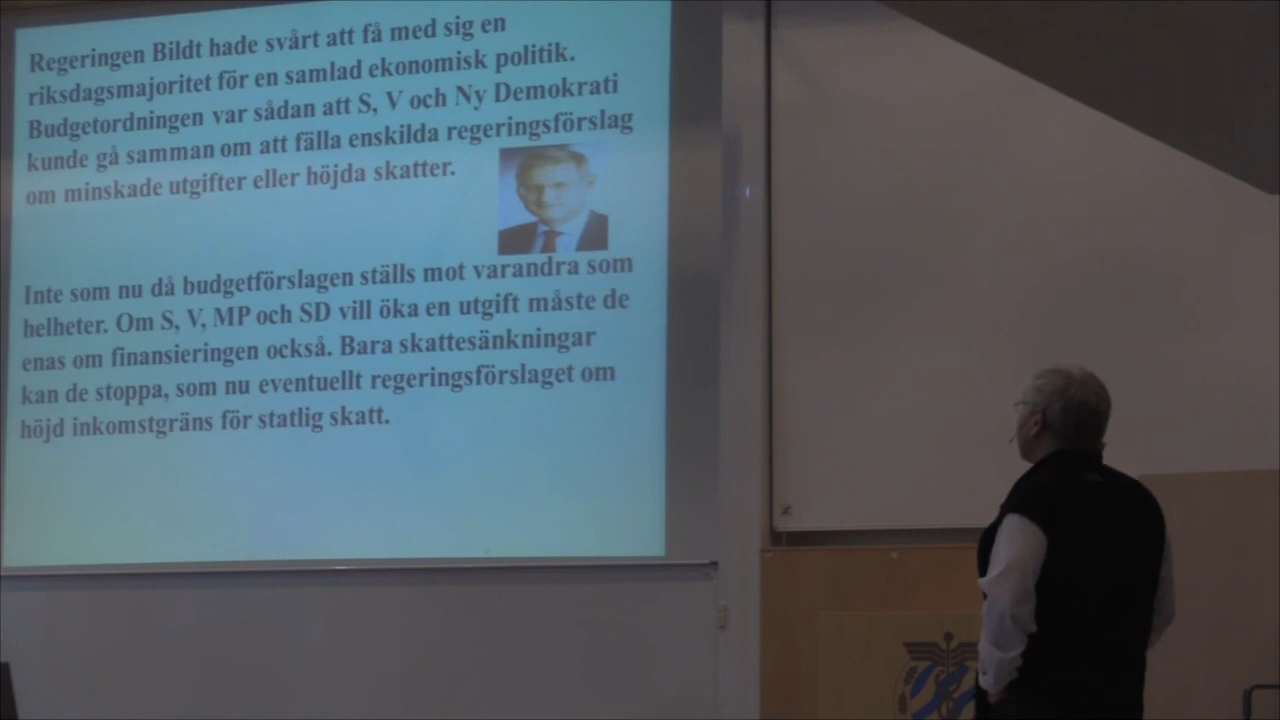 Regeringen Bildt hade svårt att få med sig en
riksdagsmajoritet för en samlad ekonomisk politik.
Budgetordningen var sådan att S, V och Ny Demokrati
kunde gå samman om att fälla enskilda regeringsförslag
om minskade utgifter eller höjda skatter.
Inte som nu då budgetförslagen ställs mot varandra som
helheter. Om S, V, MP och SD vill öka en utgift måste de
enas om finansieringen också. Bara skattesänkningar
kan de stoppa, som nu eventuellt regeringsförslaget om
höjd inkomstgräns för statlig skatt.